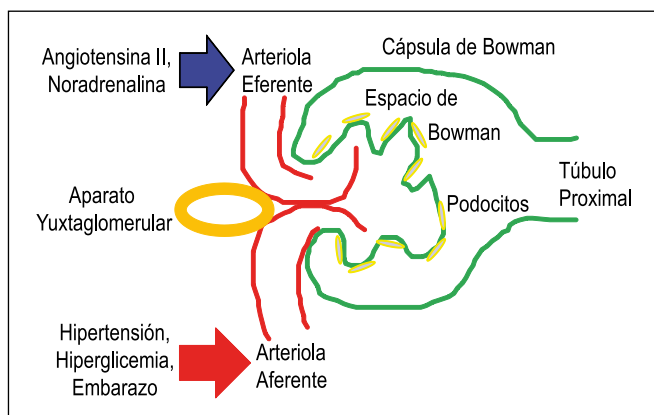 Angiotensina II,
Noradrenalina
Arteriola
Eferente
Cápsula de Bowman
Espacio de
Bowman
Aparato
Yuxtaglomerular
Podocitos
Túbulo
Proximal
Hipertensión,
Hiperglicemia,
Embarazo
Arteriola
Aferente